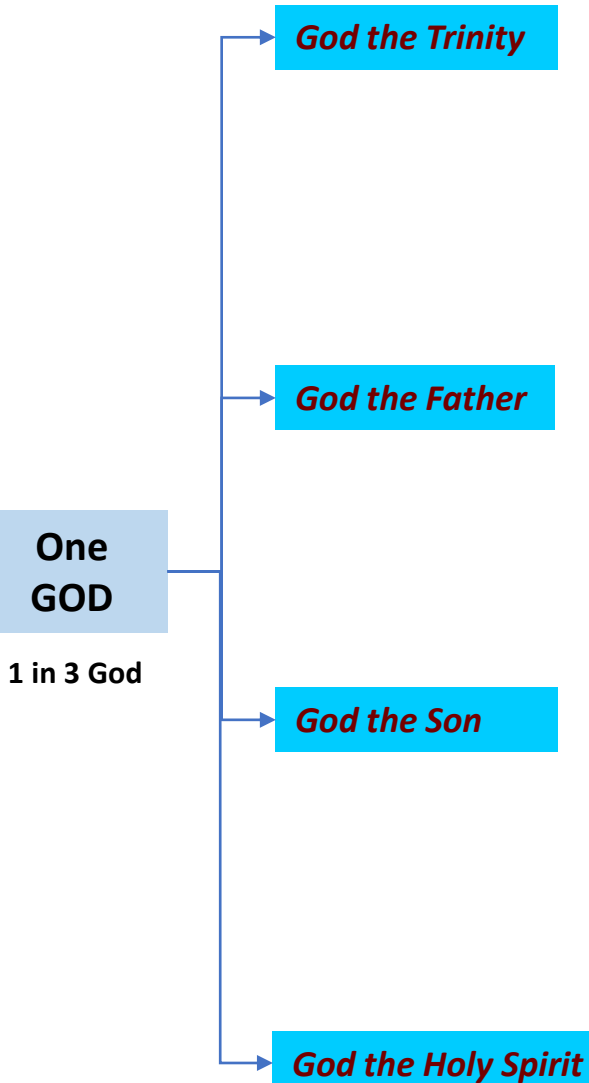 God the Trinity
God the Father
One
GOD
1 in 3 God
God the Son
God the Holy Spirit